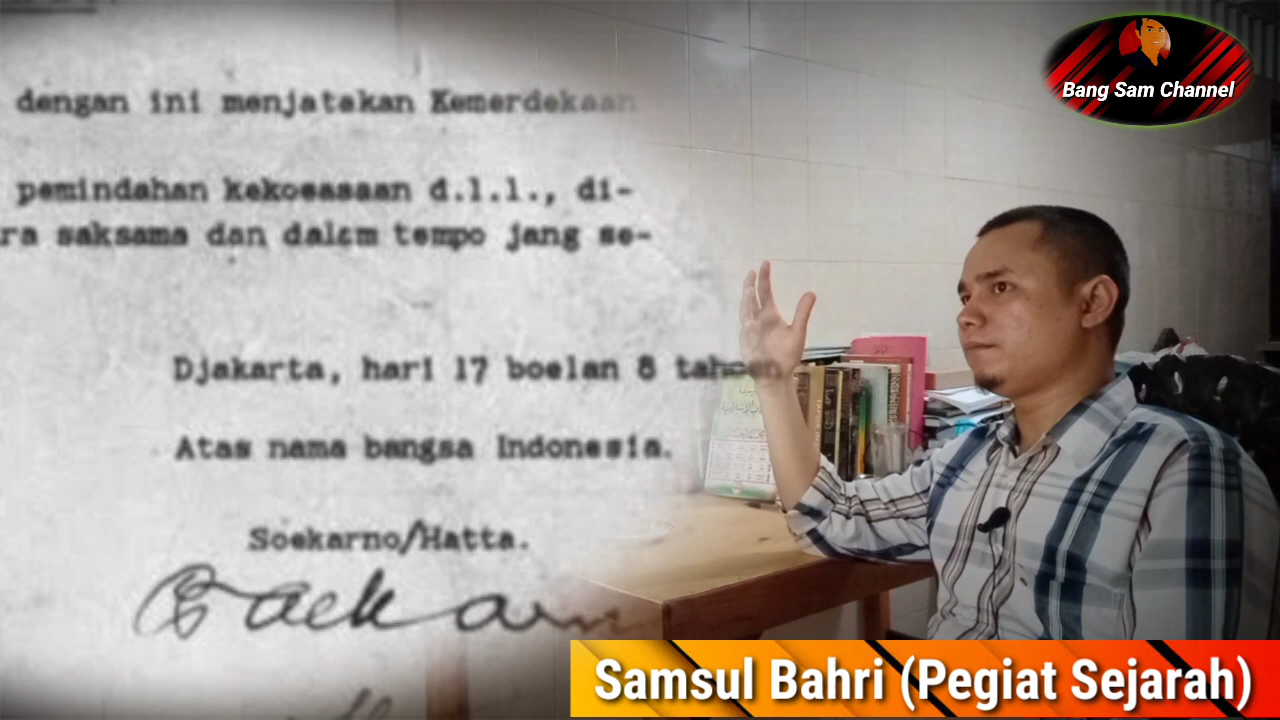 dengan ini menjatakan Kemerdekaan
pemindahan kekoeasaan d.l.l., di-
ra saksama dan dalam tempo jang se-
Djakarta, hari 17 boelan 8 tahoen
Atas nama bangsa Indonesia.
Soekarno/Hatta.
Bang Sam Channel
Samsul Bahri (Pegiat Sejarah)